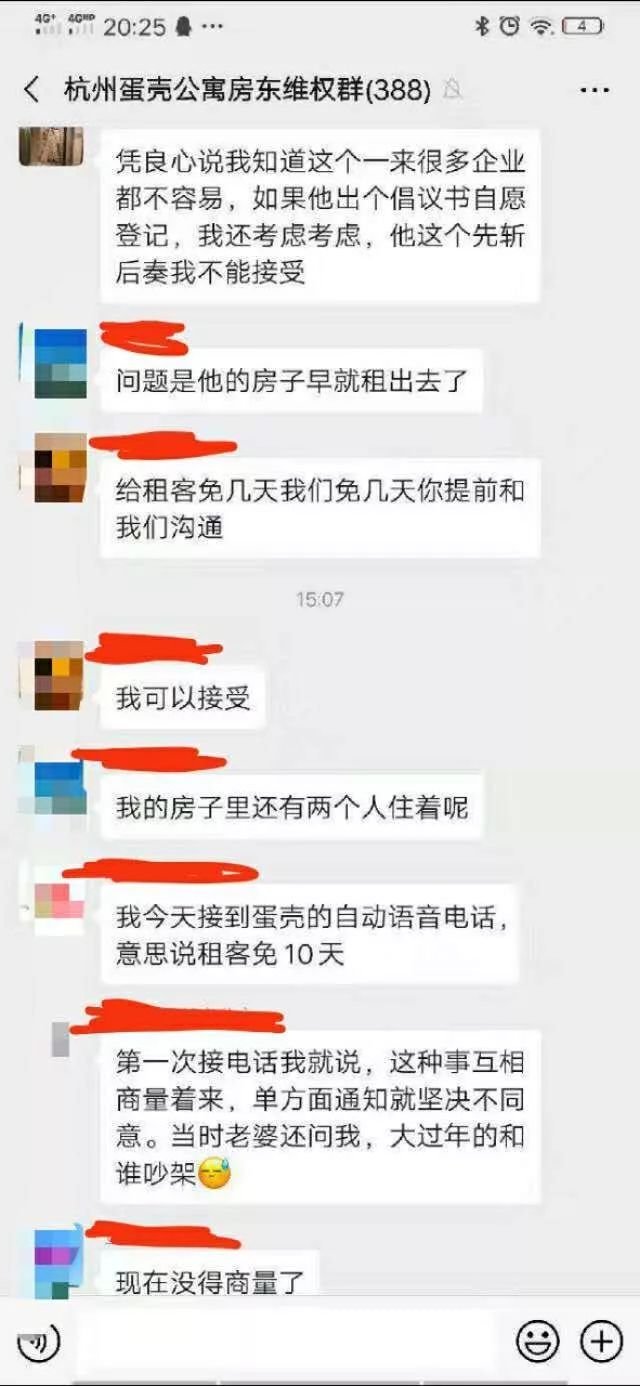 4G+ 4GHD 20:25 ... 4
杭州蛋壳公寓房东维权群(388)
凭良心说我知道这个一来很多企业
都不容易，如果他出个倡议书自愿
登记，我还考虑考虑，他这个先斩
后奏我不能接受
问题是他的房子早就租出去了
给租客免几天我们免几天你提前和
我们沟通
15:07
我可以接受
我的房子里还有两个人住着呢
我今天接到蛋壳的自动语音电话，
意思说租客免10天
第一次接电话我就说，这种事互相
商量着来，单方面通知就坚决不同
意。当时老婆还问我，大过年的和
谁吵架😓
现在没得商量了